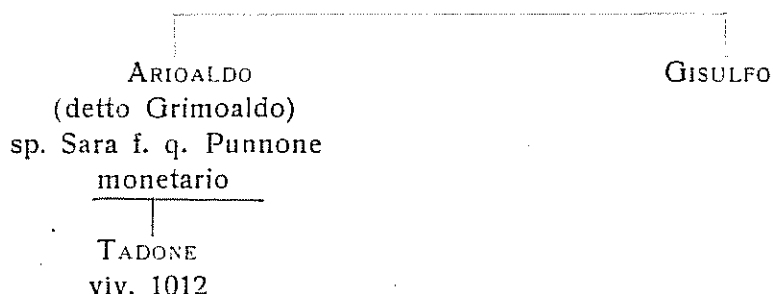 ARIOALDO GISULFO
(detto Grimoaldo)
sp. Sara f. q. Punnone
monetario
TADONE
viv. 1012